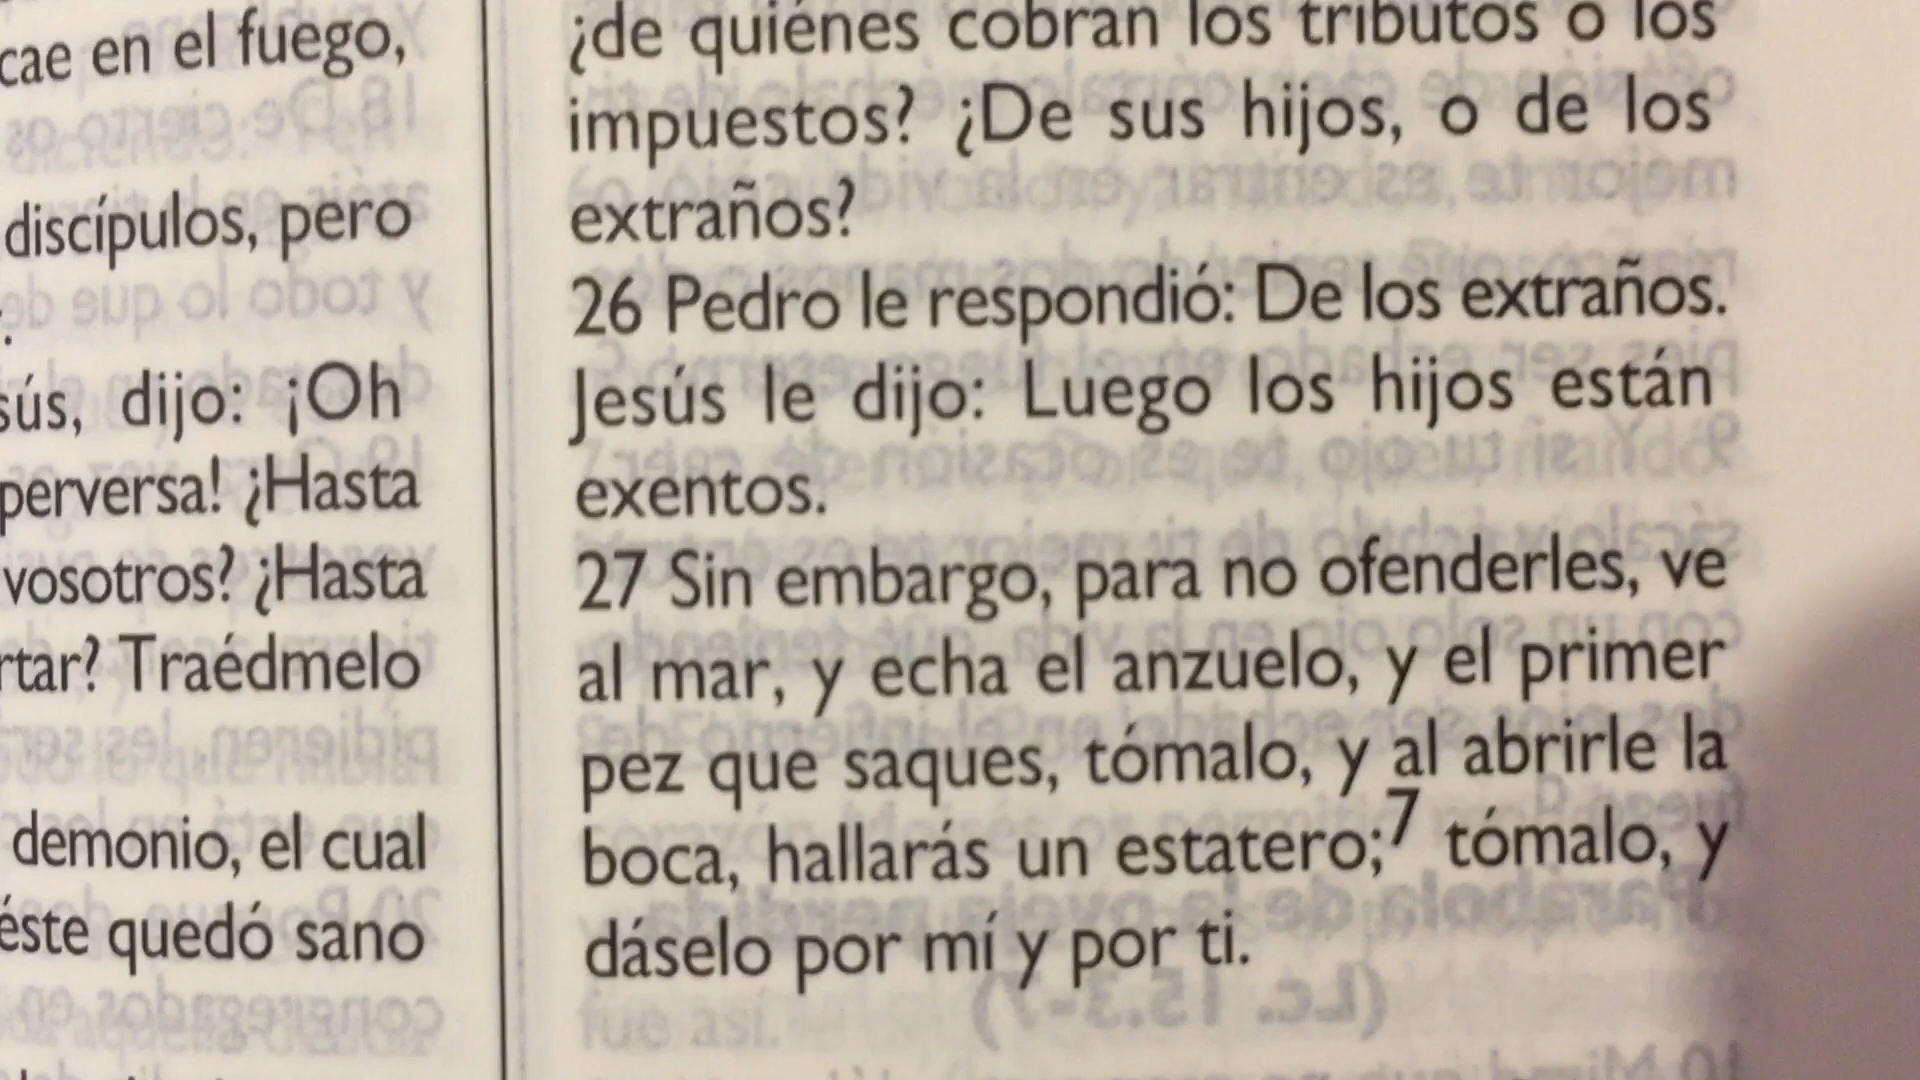 cae en el fuego,
discípulos, pero
sús, dijo: ¡Oh
perversa! ¿Hasta
vosotros? ¿Hasta
rtar? Traédmelo
demonio, el cual
éste quedó sano
¿de quiénes cobran los tributos o los
impuestos? ¿De sus hijos, o de los
extraños?
26 Pedro le respondió: De los extraños.
Jesús le dijo: Luego los hijos están
exentos.
27 Sin embargo, para no ofenderles, ve
al mar, y echa el anzuelo, y el primer
pez que saques, tómalo, y al abrirle la
boca, hallarás un estatero;7 tómalo, y
dáselo por mí y por ti.